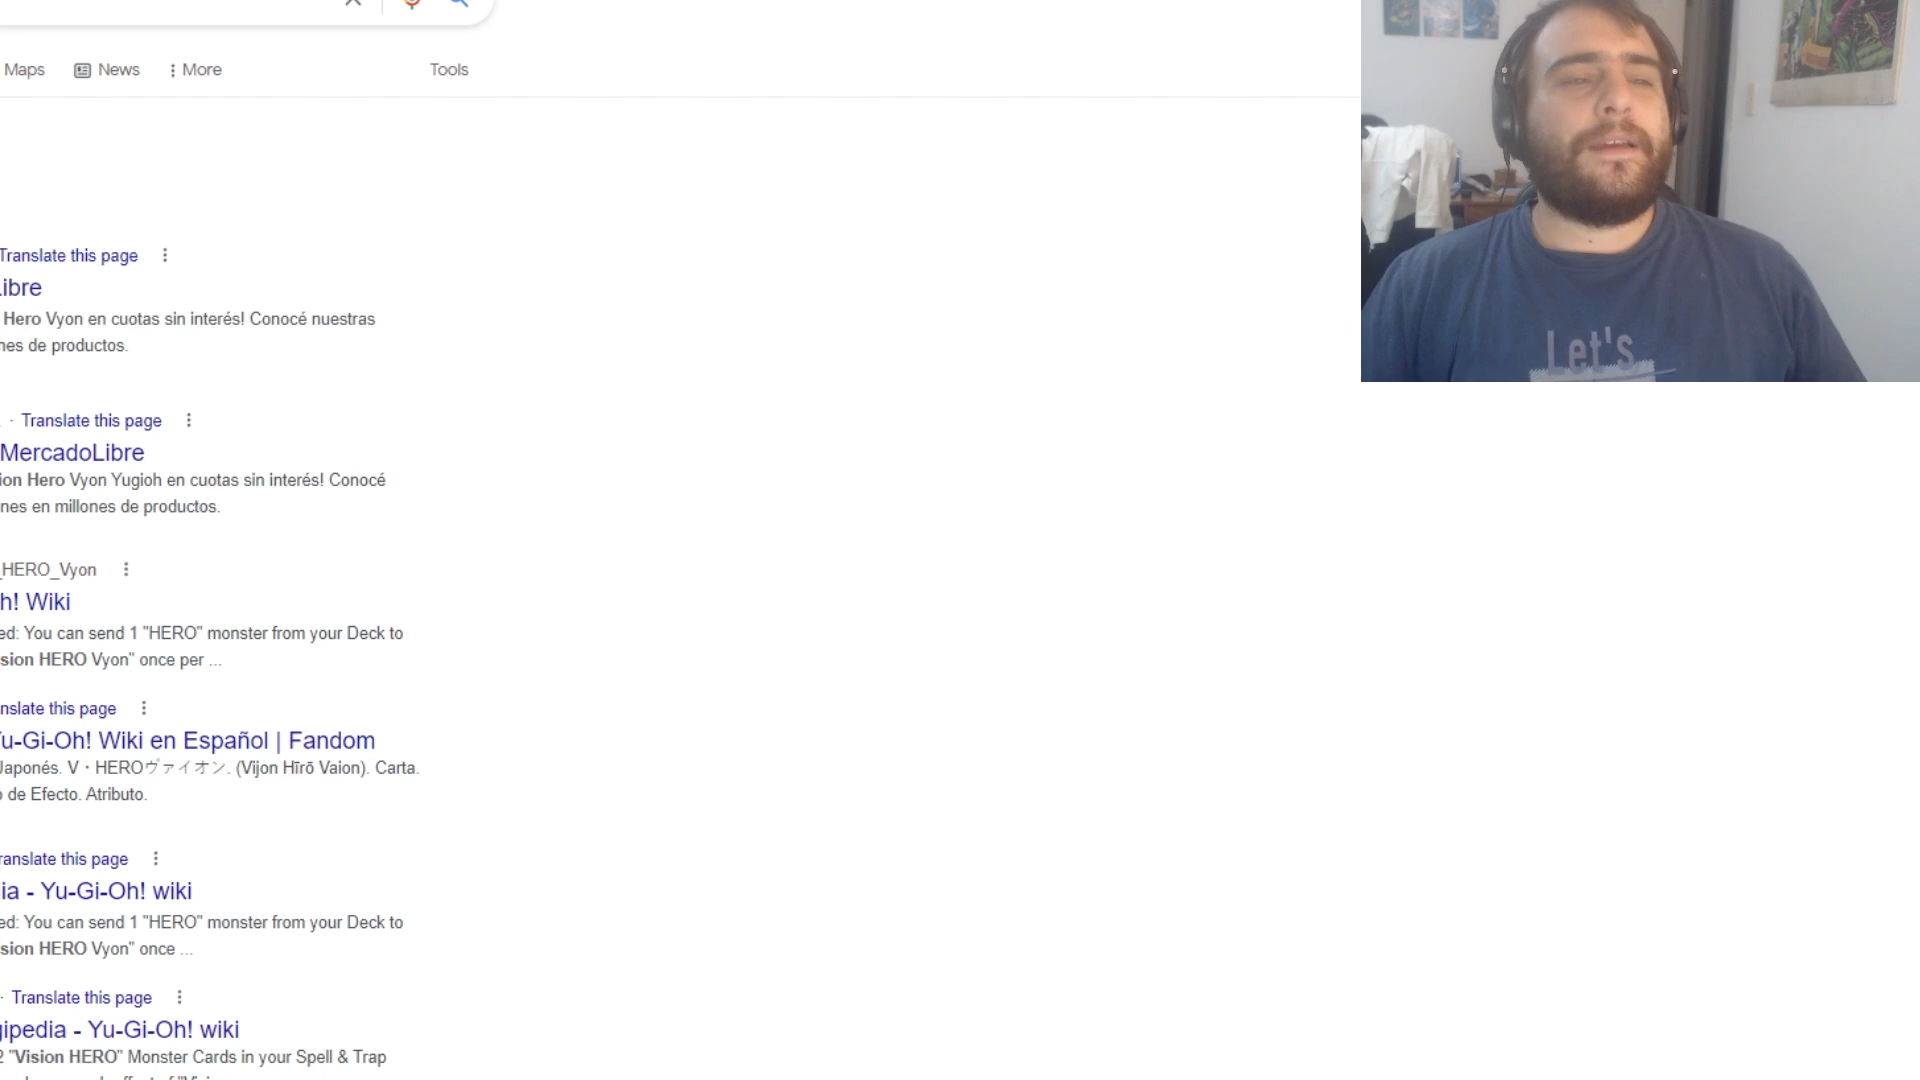 Maps News More Tools
Translate this page
Libre
Hero Vyon en cuotas sin interés! Conocé nuestras
nes de productos.
· Translate this page
MercadoLibre
ion Hero Vyon Yugioh en cuotas sin interés! Conocé
nes en millones de productos.
_HERO_Vyon
h! Wiki
ed: You can send 1 "HERO" monster from your Deck to
sion HERO Vyon" once per ...
nslate this page
Yu-Gi-Oh! Wiki en Español | Fandom
Japonés. V・HEROヴァイオン. (Vijon Hīrō Vaion). Carta.
o de Efecto. Atributo.
ranslate this page
ia - Yu-Gi-Oh! wiki
ed: You can send 1 "HERO" monster from your Deck to
sion HERO Vyon" once ...
· Translate this page
gipedia - Yu-Gi-Oh! wiki
2 "Vision HERO" Monster Cards in your Spell & Trap
Let's